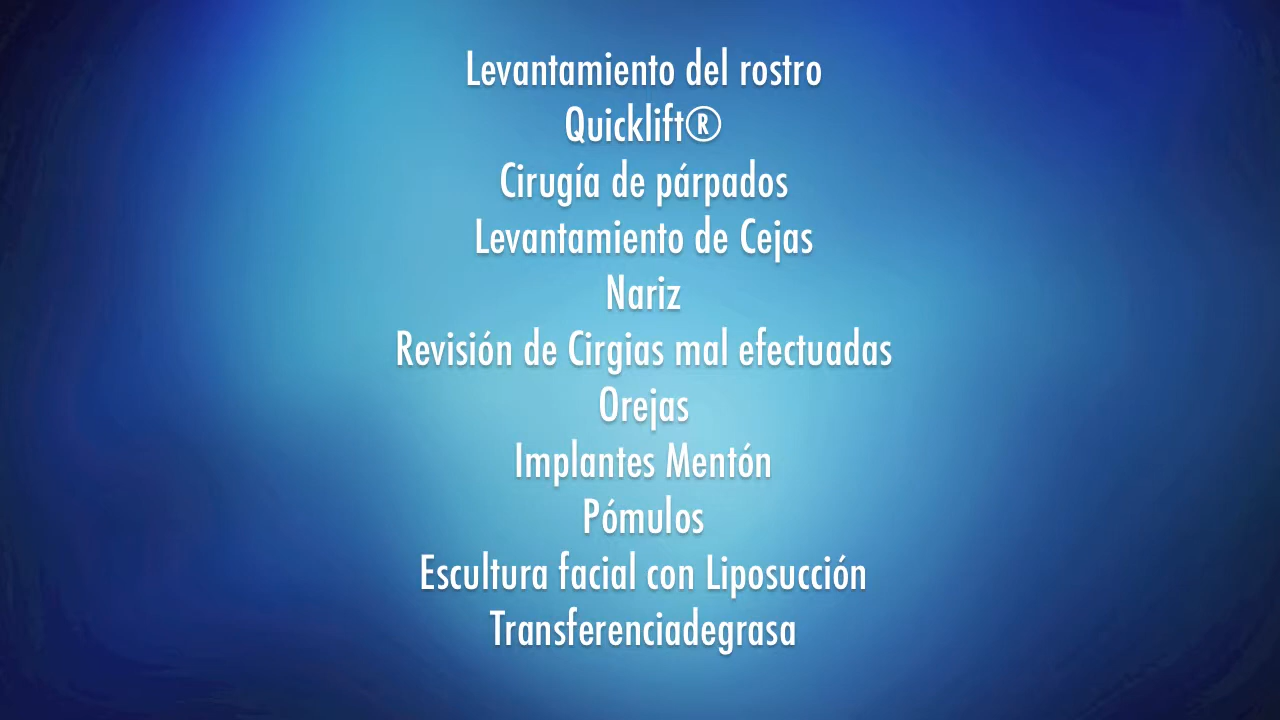 Levantamiento del rostro
Quicklift®
Cirugía de párpados
Levantamiento de Cejas
Nariz
Revisión de Cirgias mal efectuadas
Orejas
Implantes Mentón
Pómulos
Escultura facial con Liposucción
Transferenciadegrasa